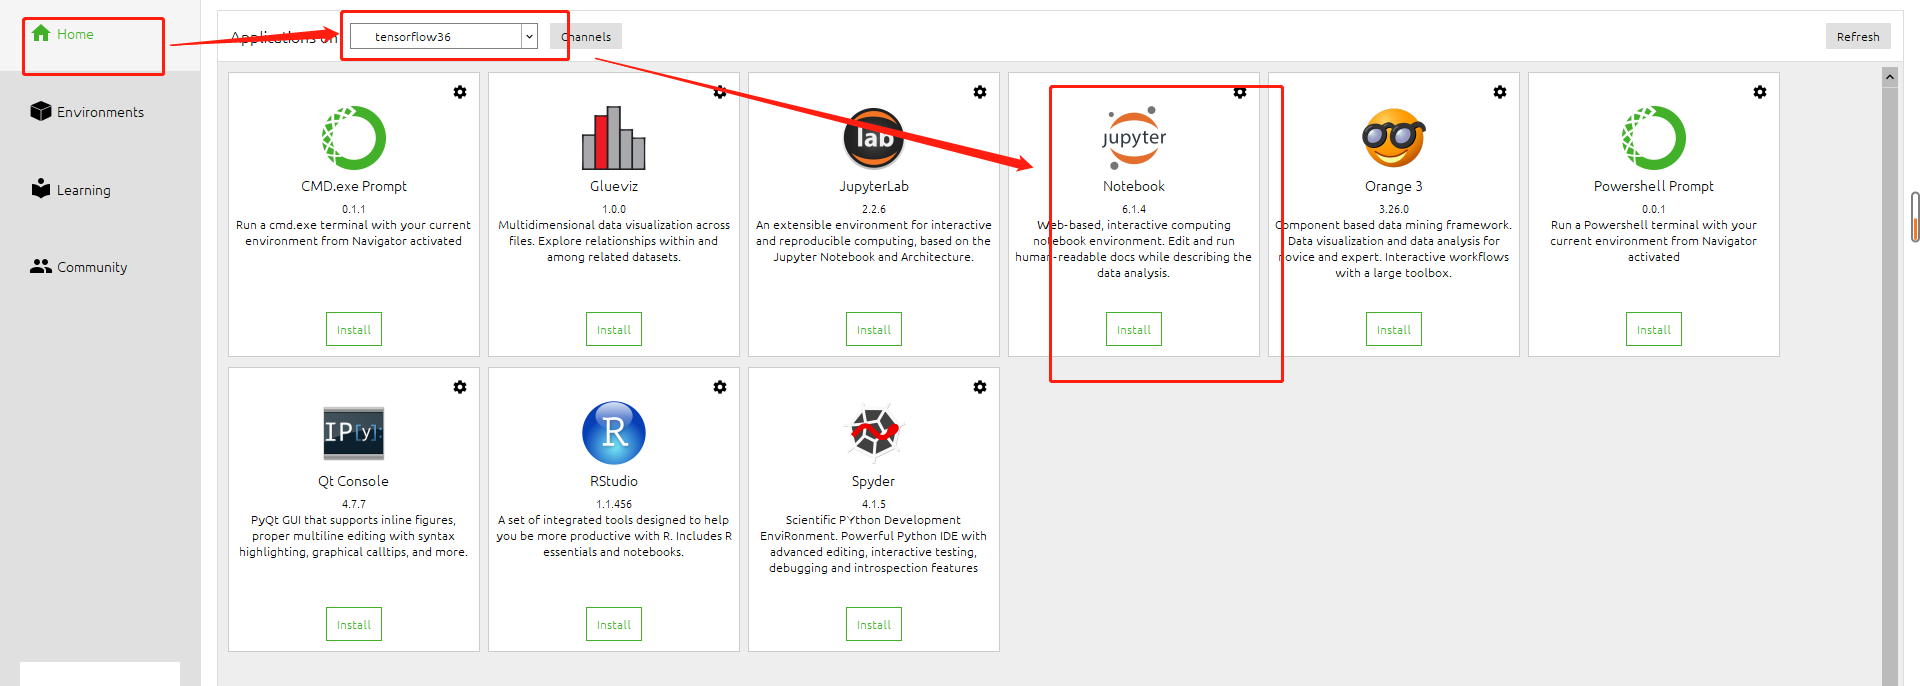 Home
Applications on
tensorflow36
Channels
Refresh
Environments
Learning
Community
CMD.exe Prompt
0.1.1
Run a cmd.exe terminal with your current
environment from Navigator activated
Install
Glueviz
1.0.0
Multidimensional data visualization across
files. Explore relationships within and
among related datasets.
Install
lab
JupyterLab
2.2.6
An extensible environment for interactive
and reproducible computing, based on the
Jupyter Notebook and Architecture.
Install
jupyter
Notebook
6.1.4
Web-based, interactive computing
notebook environment. Edit and run
human-readable docs while describing the
data analysis.
Install
Orange 3
3.26.0
Component based data mining framework.
Data visualization and data analysis for
novice and expert. Interactive workflows
with a large toolbox.
Install
Powershell Prompt
0.0.1
Run a Powershell terminal with your
current environment from Navigator
activated
Install
IP[y]:
Qt Console
4.7.7
PyQt GUI that supports inline figures,
proper multiline editing with syntax
highlighting, graphical calltips, and more.
Install
R
RStudio
1.1.456
A set of integrated tools designed to help
you be more productive with R. Includes R
essentials and notebooks.
Install
Spyder
4.1.5
Scientific PYthon Development
EnviRonment. Powerful Python IDE with
advanced editing, interactive testing,
debugging and introspection features
Install